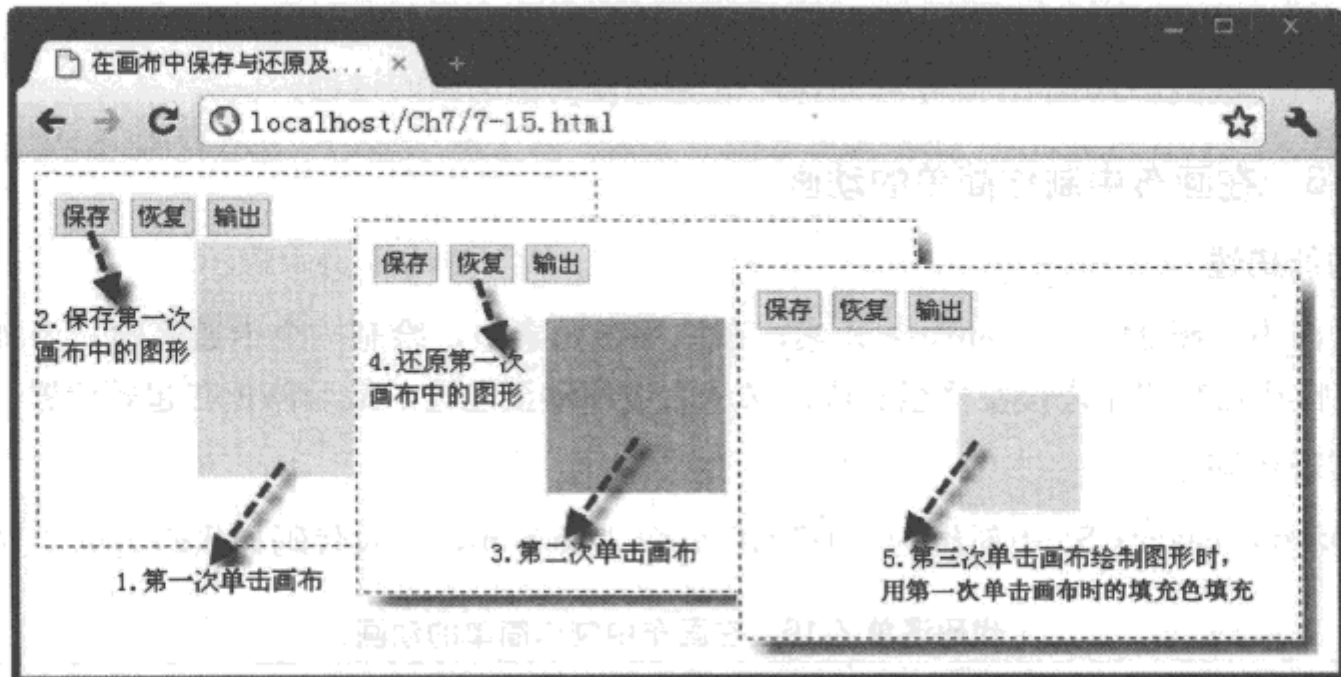 在画布中保存与还原及...
localhost/Ch7/7-15.html
保存 恢复 输出
2.保存第一次
画布中的图形
1.第一次单击画布
保存 恢复 输出
4.还原第一次
画布中的图形
3.第二次单击画布
保存 恢复 输出
5.第三次单击画布绘制图形时，
用第一次单击画布时的填充色填充